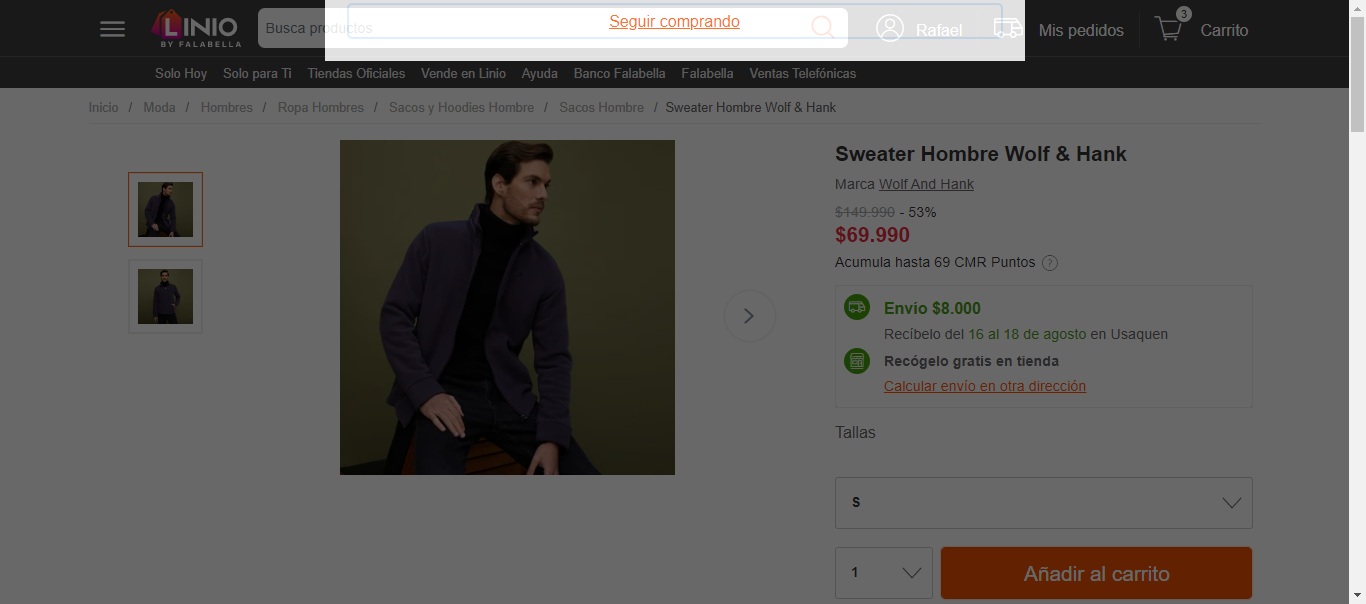 LINIO
BY FALABELLA
Busca productos
Seguir comprando
Rafael
Mis pedidos
3
Carrito
Solo Hoy
Solo para Ti
Tiendas Oficiales
Vende en Linio
Ayuda
Banco Falabella
Falabella
Ventas Telefónicas
Inicio / Moda / Hombres / Ropa Hombres / Sacos y Hoodies Hombre / Sacos Hombre / Sweater Hombre Wolf & Hank
Sweater Hombre Wolf & Hank
Marca Wolf And Hank
$149.990 - 53%
$69.990
Acumula hasta 69 CMR Puntos ?
Envío $8.000
Recíbelo del 16 al 18 de agosto en Usaquen
Recógelo gratis en tienda
Calcular envío en otra dirección
Tallas
S
1
Añadir al carrito